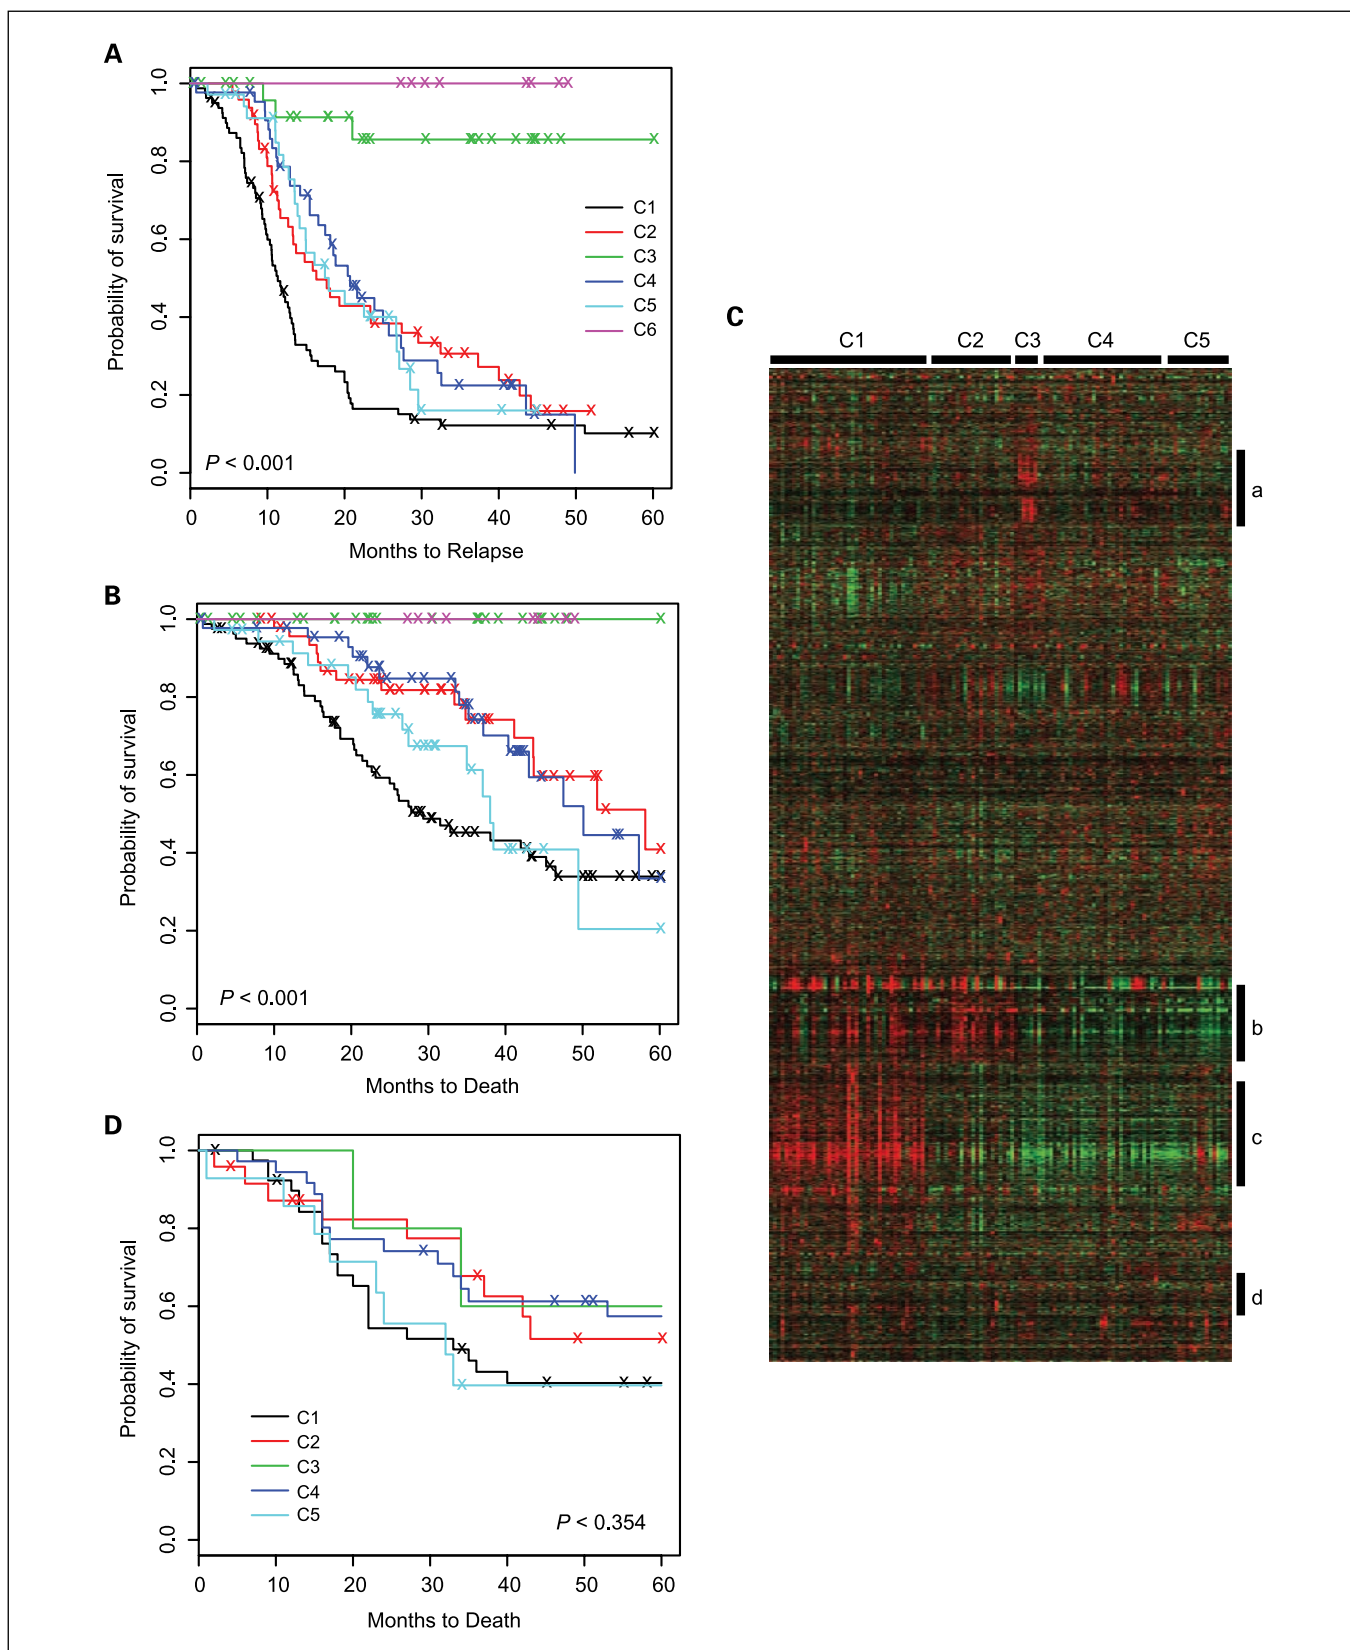 A
1.0
0.8
0.6
0.4
0.2
0.0
Probability of survival
C1
C2
C3
C4
C5
C6
P < 0.001
0 10 20 30 40 50 60
Months to Relapse
B
1.0
0.8
0.6
0.4
0.2
0.0
Probability of survival
P < 0.001
0 10 20 30 40 50 60
Months to Death
C
C1 C2 C3 C4 C5
a
b
c
d
D
1.0
0.8
0.6
0.4
0.2
0.0
Probability of survival
C1
C2
C3
C4
C5
P < 0.354
0 10 20 30 40 50 60
Months to Death